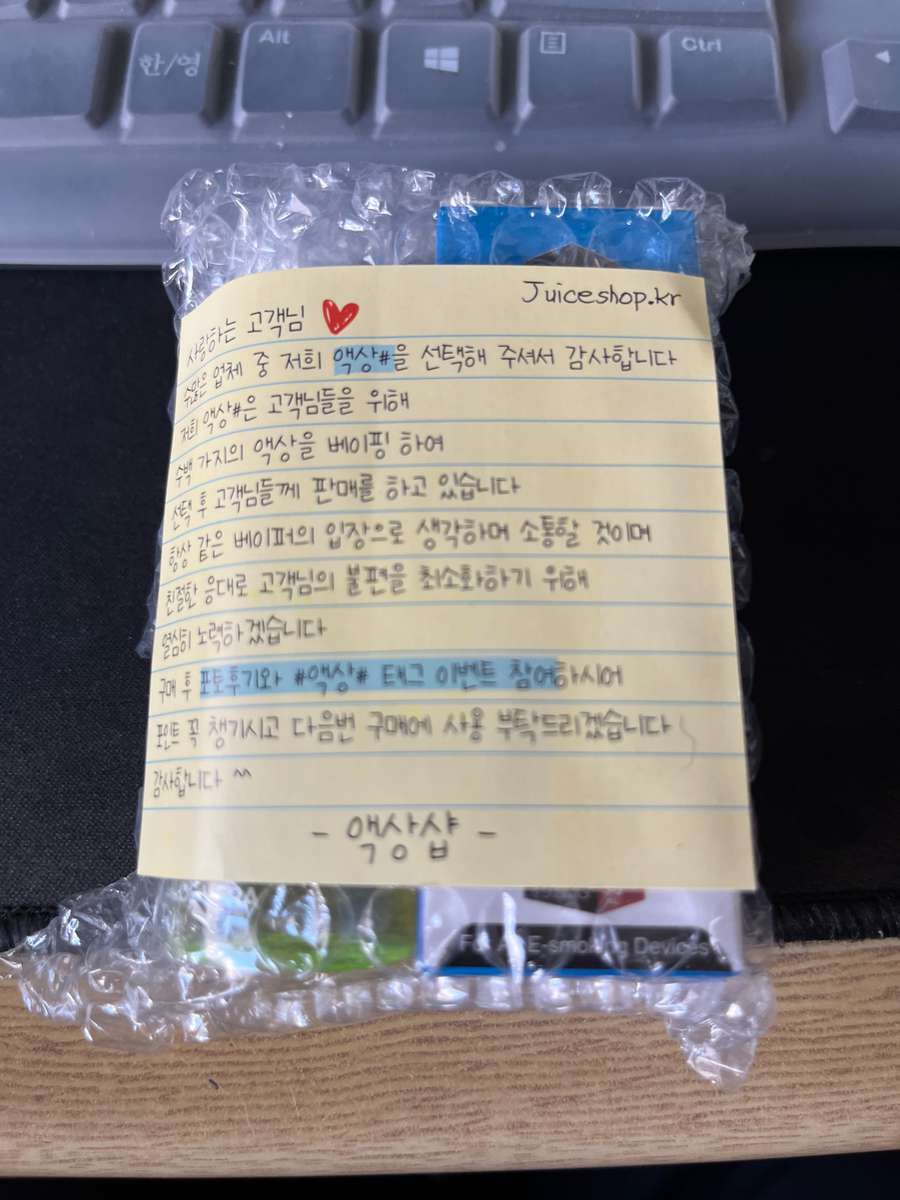 한/영
Alt
Ctrl
Juiceshop.kr
사랑하는 고객님
수많은 업체 중 저희 액상#을 선택해 주셔서 감사합니다
저희 액상#은 고객님들을 위해
수백 가지의 액상을 베이핑 하여
선택 후 고객님들께 판매를 하고 있습니다
항상 같은 베이퍼의 입장으로 생각하며 소통할 것이며
친절한 응대로 고객님의 불편을 최소화하기 위해
열심히 노력하겠습니다
구매 후 포토후기와 #액상# 태그 이벤트 참여하시어
포인트 꼭 챙기시고 다음번 구매에 사용 부탁드리겠습니다
감사합니다 ^^
- 액상샵 -
For All E-smoking Devices